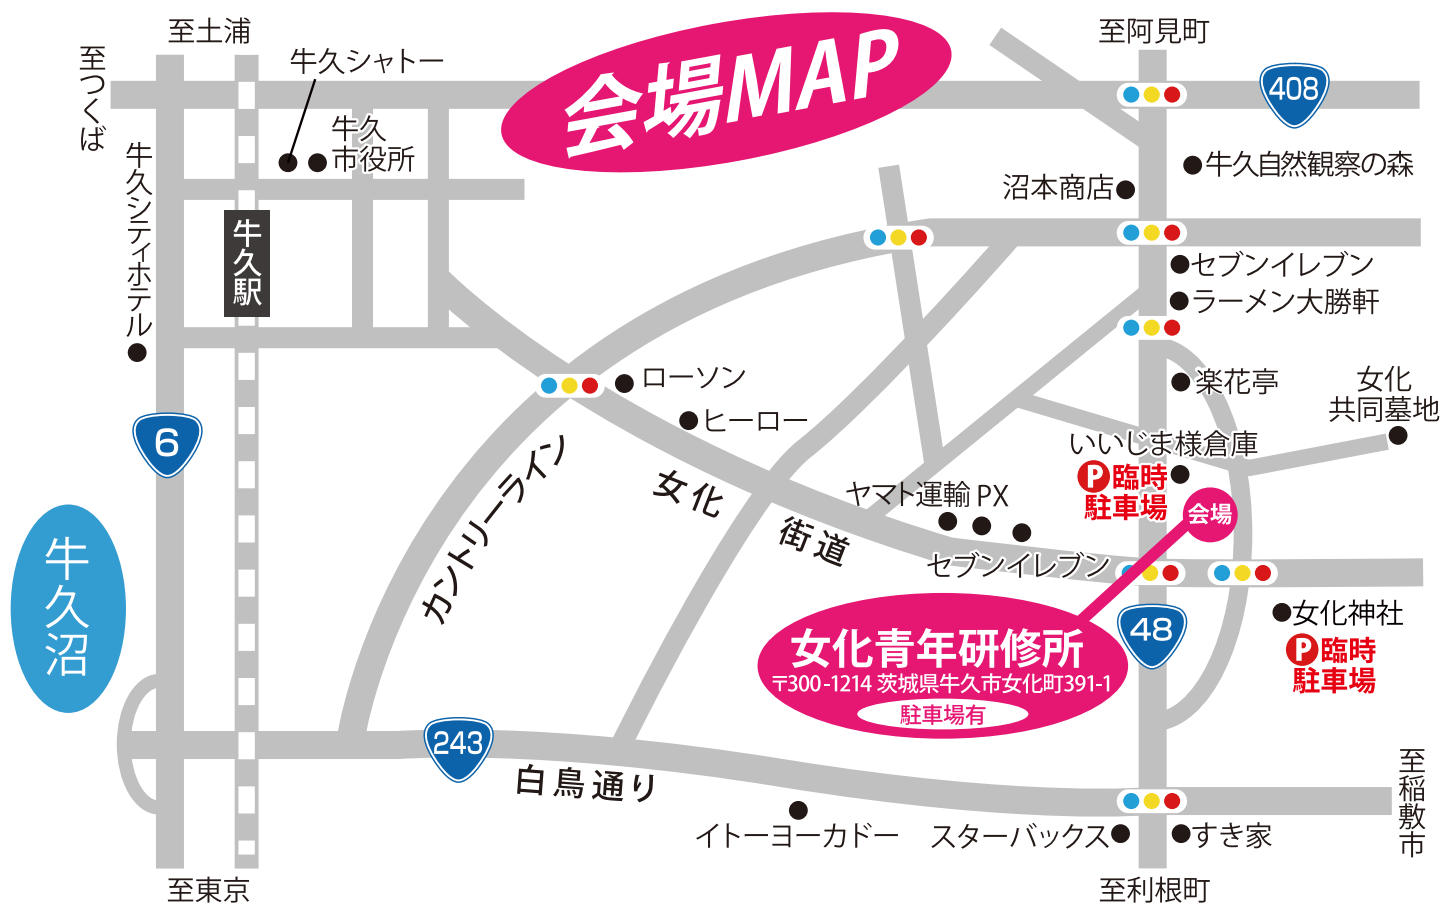 至土浦
至つくば
牛久シャトー
牛久
市役所
会場MAP
至阿見町
408
牛久シティホテル
牛久駅
沼本商店
牛久自然観察の森
セブンイレブン
ラーメン大勝軒
ローソン
ヒーロー
楽花亭
女化
共同墓地
6
カントリーライン
女化
街道
ヤマト運輸 PX
セブンイレブン
いいじま様倉庫
P臨時
駐車場
会場
牛久沼
女化青年研修所
〒300-1214 茨城県牛久市女化町391-1
駐車場有
48
女化神社
P臨時
駐車場
243
白鳥通り
イトーヨーカドー
スターバックス
すき家
至稲敷市
至東京
至利根町